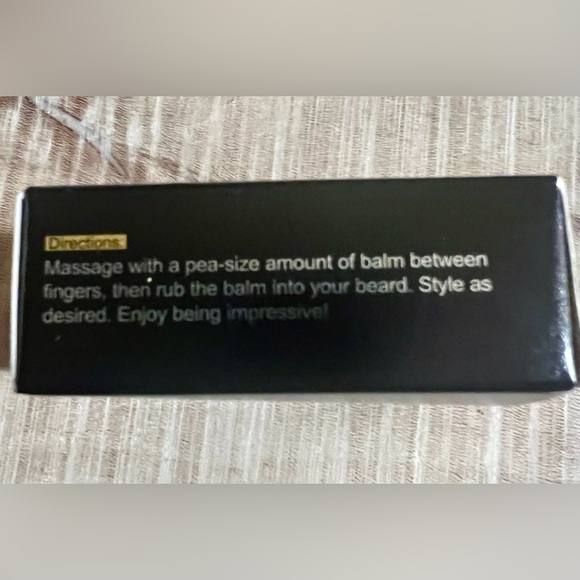 Directions:
Massage with a pea-size amount of balm between
fingers, then rub the balm into your beard. Style as
desired. Enjoy being impressive!